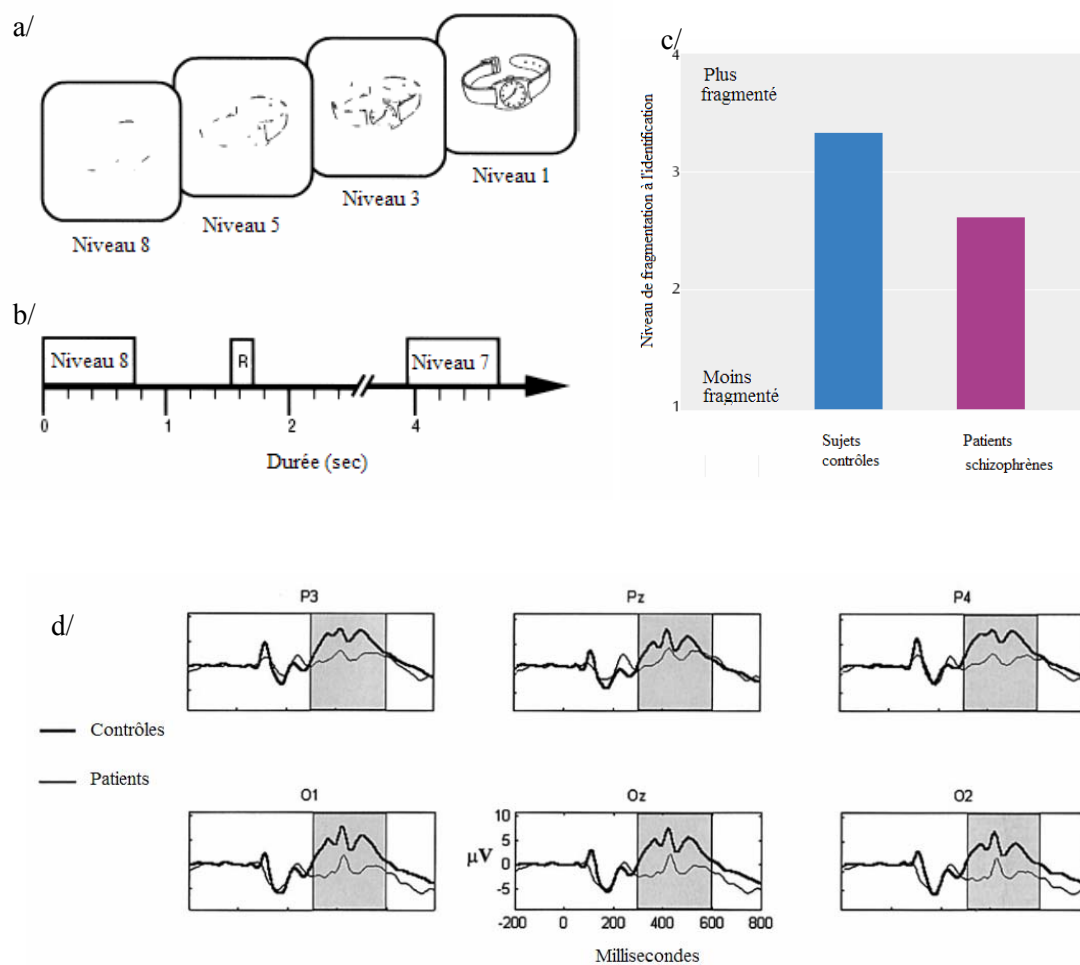 a/
Niveau 8
Niveau 5
Niveau 3
Niveau 1
b/
Niveau 8
R
Niveau 7
0
1
2
4
Durée (sec)
c/
Niveau de fragmentation à l'identification
4
3
2
1
Plus
fragmenté
Moins
fragmenté
Sujets
contrôles
Patients
schizophrènes
d/
Contrôles
Patients
P3
Pz
P4
O1
Oz
O2
μV
10
5
0
-5
-200
0
200
400
600
800
Millisecondes